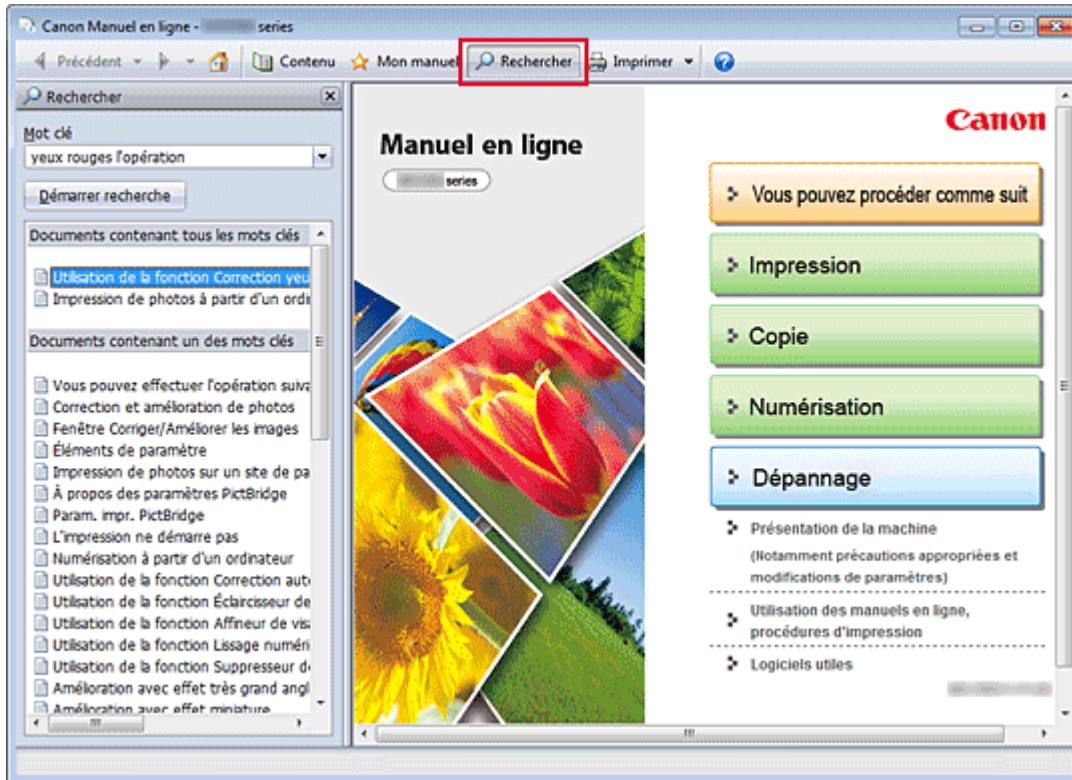 Canon Manuel en ligne - series
Précédent Contenu Mon manuel Rechercher Imprimer
Rechercher
Mot clé
yeux rouges l'opération
Démarrer recherche
Documents contenant tous les mots clés
Utilisation de la fonction Correction yeu
Impression de photos à partir d'un ordi
Documents contenant un des mots clés
Vous pouvez effectuer l'opération suiva
Correction et amélioration de photos
Fenêtre Corriger/Améliorer les images
Éléments de paramètre
Impression de photos sur un site de pa
À propos des paramètres PictBridge
Param. impr. PictBridge
L'impression ne démarre pas
Numérisation à partir d'un ordinateur
Utilisation de la fonction Correction auto
Utilisation de la fonction Éclaircisseur de
Utilisation de la fonction Affineur de vis
Utilisation de la fonction Lissage numéri
Utilisation de la fonction Suppresseur d
Amélioration avec effet très grand angl
Amélioration avec effet miniature
Manuel en ligne
series
Canon
Vous pouvez procéder comme suit
Impression
Copie
Numérisation
Dépannage
Présentation de la machine
(Notamment précautions appropriées et
modifications de paramètres)
Utilisation des manuels en ligne,
procédures d'impression
Logiciels utiles